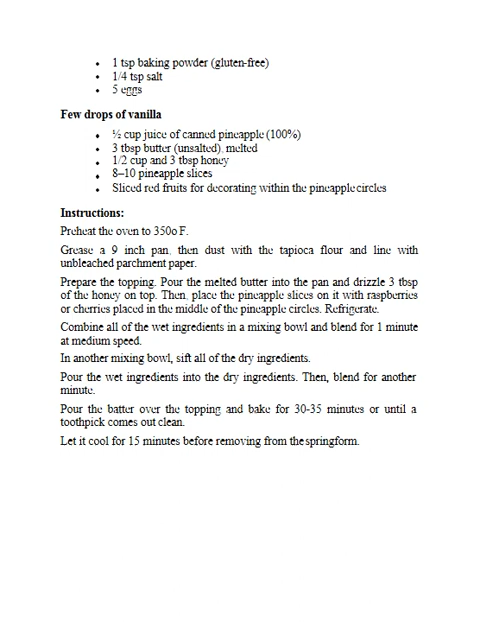 • 1 tsp baking powder (gluten-free)
• 1/4 tsp salt
• 5 eggs
Few drops of vanilla
• ½ cup juice of canned pineapple (100%)
• 3 tbsp butter (unsalted), melted
• 1/2 cup and 3 tbsp honey
• 8–10 pineapple slices
• Sliced red fruits for decorating within the pineapple circles
Instructions:
Preheat the oven to 350o F.
Grease a 9 inch pan, then dust with the tapioca flour and line with
unbleached parchment paper.
Prepare the topping. Pour the melted butter into the pan and drizzle 3 tbsp
of the honey on top. Then, place the pineapple slices on it with raspberries
or cherries placed in the middle of the pineapple circles. Refrigerate.
Combine all of the wet ingredients in a mixing bowl and blend for 1 minute
at medium speed.
In another mixing bowl, sift all of the dry ingredients.
Pour the wet ingredients into the dry ingredients. Then, blend for another
minute.
Pour the batter over the topping and bake for 30-35 minutes or until a
toothpick comes out clean.
Let it cool for 15 minutes before removing from the springform.